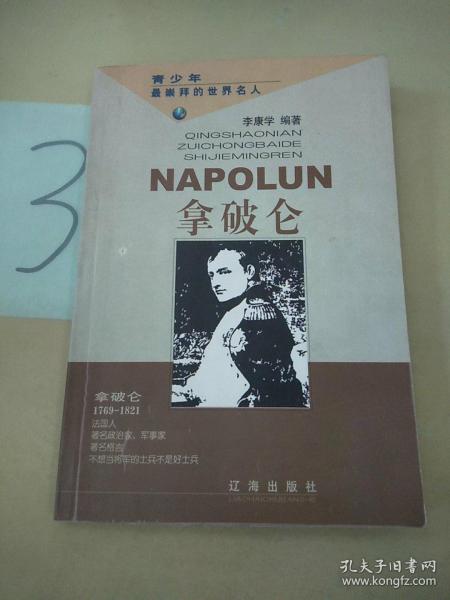 3
青少年
最崇拜的世界名人
李康学 编著
QINGSHAONIAN
ZUICHONGBAIDE
SHIJIEMINGREN
NAPOLUN
拿破仑
拿破仑
1769-1821
法国人
著名政治家、军事家
著名格言
不想当将军的士兵不是好士兵
辽海出版社
孔夫子旧书网
www.kongfz.com